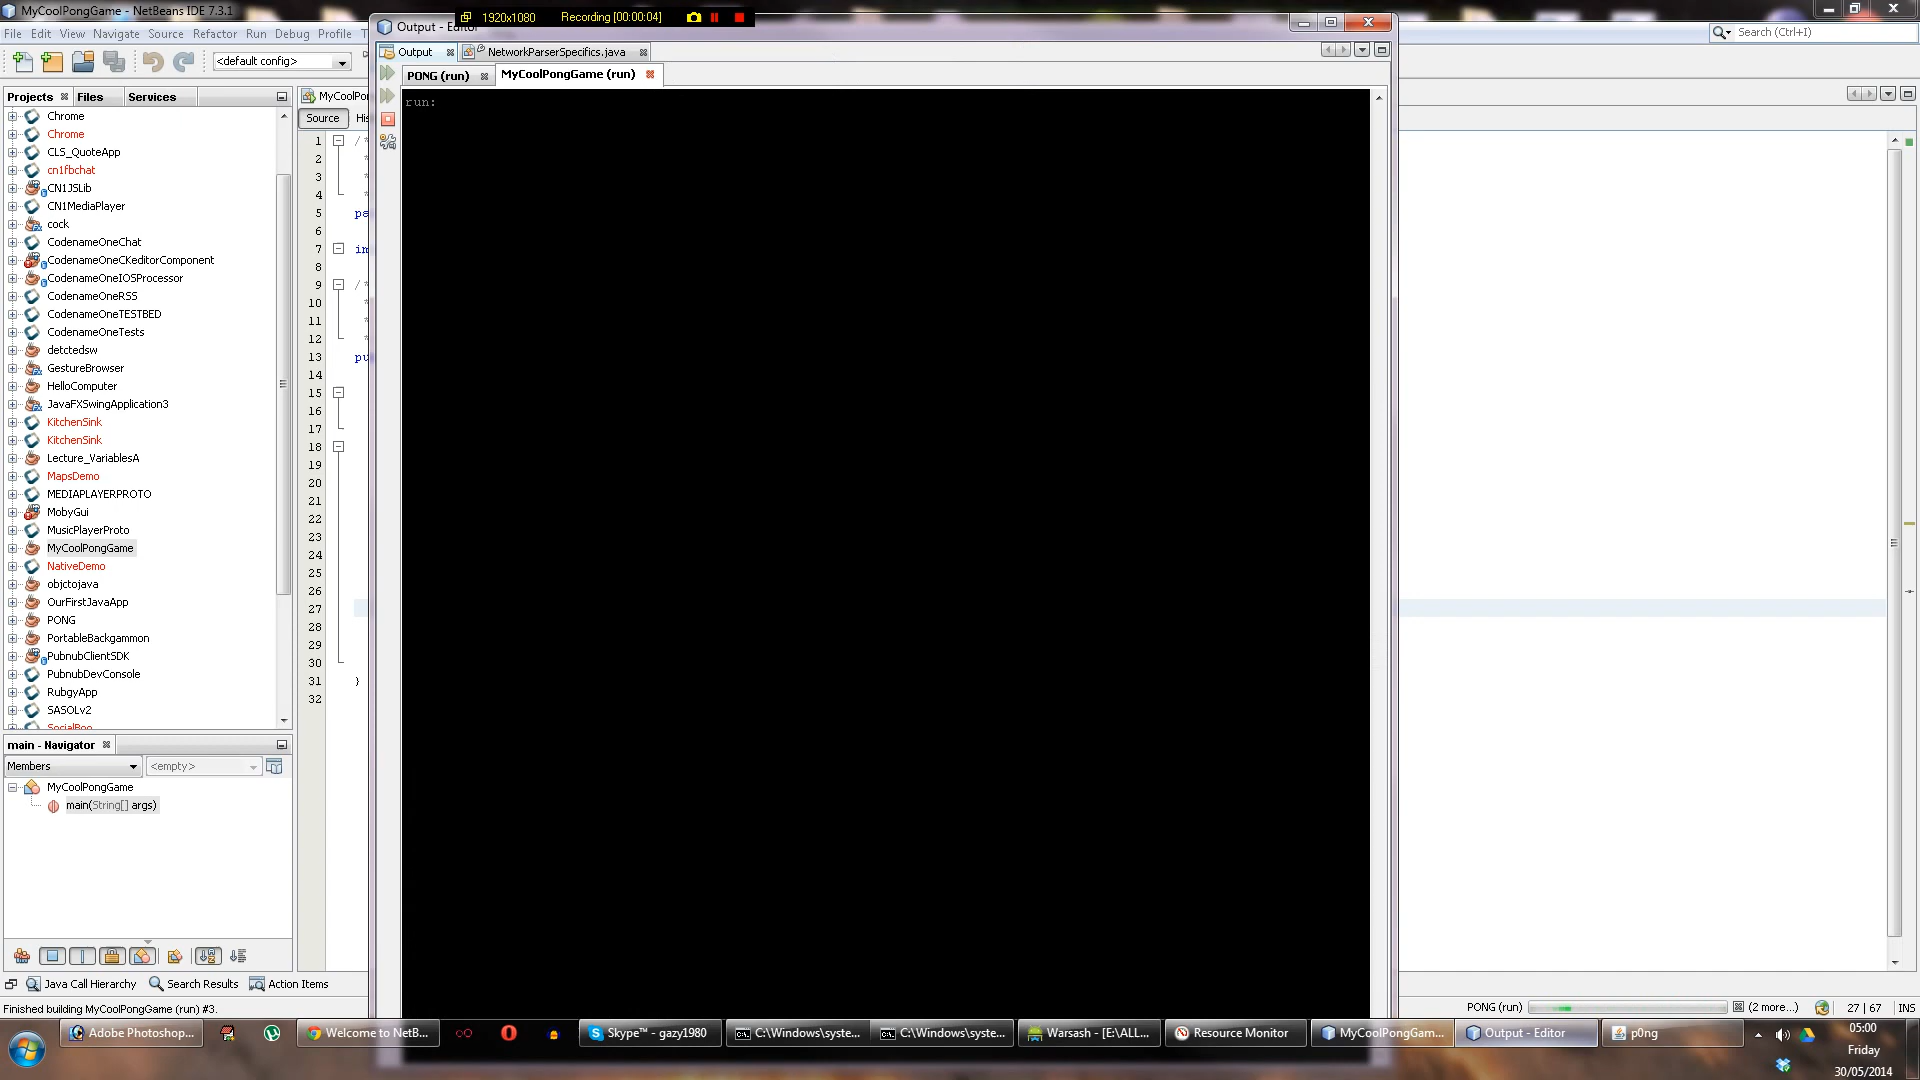 MyCoolPongGame - NetBeans IDE 7.3.1
File Edit View Navigate Source Refactor Run Debug Profile T
<default config>
Search (Ctrl+I)
1920x1080 Recording [00:00:04]
Output - Editor
Output NetworkParserSpecifics.java
PONG (run) MyCoolPongGame (run)
run:
Projects Files Services
Chrome
Chrome
CLS_QuoteApp
cn1fbchat
CN1JSLib
CN1MediaPlayer
cock
CodenameOneChat
CodenameOneCKeditorComponent
CodenameOneIOSProcessor
CodenameOneRSS
CodenameOneTESTBED
CodenameOneTests
detctedsw
GestureBrowser
HelloComputer
JavaFXSwingApplication3
KitchenSink
KitchenSink
Lecture_VariablesA
MapsDemo
MEDIAPLAYERPROTO
MobyGui
MusicPlayerProto
MyCoolPongGame
NativeDemo
objctojava
OurFirstJavaApp
PONG
PortableBackgammon
PubnubClientSDK
PubnubDevConsole
RubgyApp
SASOLv2
SocialBoo
MyCoolPon
Source His
1 /*
2 *
3 *
4 *
5 pa
6
7 im
8
9 /*
10 *
11 *
12 *
13 pu
14
15
16
17
18
19
20
21
22
23
24
25
26
27
28
29
30
31 }
32
main - Navigator
Members <empty>
MyCoolPongGame
main(String[] args)
Java Call Hierarchy Search Results Action Items
Finished building MyCoolPongGame (run) #3.
PONG (run) (2 more...) 27 | 67 INS
Adobe Photoshop... Welcome to NetB... Skype™ - gazy1980 C:\Windows\syste... C:\Windows\syste... Warsash - [E:\ALL... Resource Monitor MyCoolPongGam... Output - Editor p0ng
05:00
Friday
30/05/2014